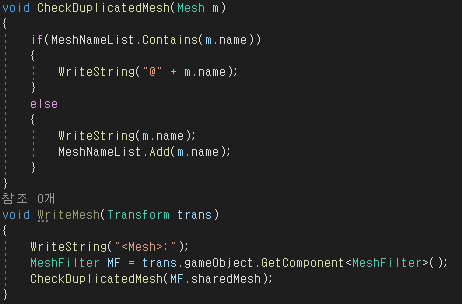 void CheckDuplicatedMesh(Mesh m)
{
    if(MeshNameList.Contains(m.name))
    {
        WriteString("@" + m.name);
    }
    else
    {
        WriteString(m.name);
        MeshNameList.Add(m.name);
    }
}
참조 0개
void WriteMesh(Transform trans)
{
    WriteString("<Mesh>:");
    MeshFilter MF = trans.gameObject.GetComponent<MeshFilter>();
    CheckDuplicatedMesh(MF.sharedMesh);
}